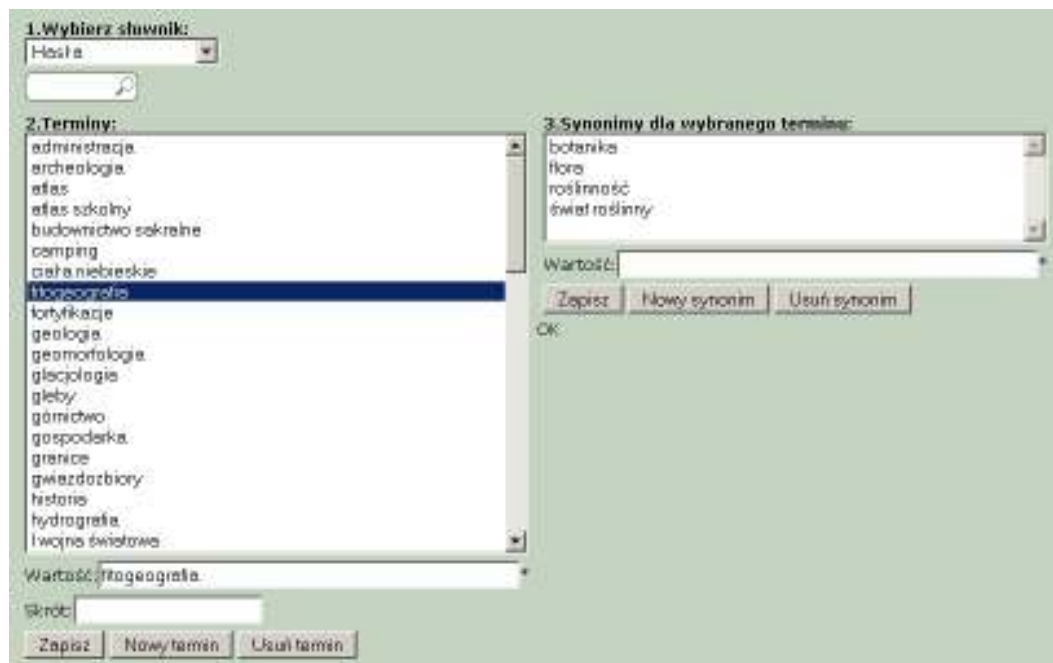 1.Wybierz słownik:
Hasła
2.Terminy:
administracja
archeologia
atlas
atlas szkolny
budownictwo sakralne
camping
ciała niebieskie
fitogeografia
fortyfikacje
geologia
geomorfologia
glacjologia
gleby
górnictwo
gospodarka
granice
gwiazdozbiory
historia
hydrografia
I wojna światowa
Wartość: fitogeografia *
Skrót:
Zapisz Nowy termin Usuń termin
3.Synonimy dla wybranego terminu:
botanika
flora
roślinność
świat roślinny
Wartość: *
Zapisz Nowy synonim Usuń synonim
OK